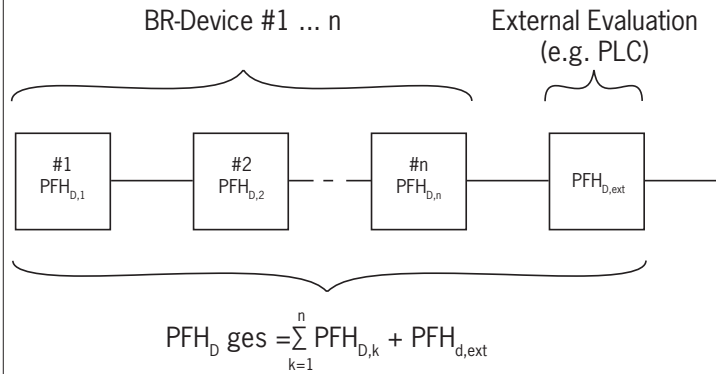 BR-Device #1 ... n
External Evaluation
(e.g. PLC)
#1
PFH_D,1
#2
PFH_D,2
#n
PFH_D,n
PFH_D,ext
PFH_D ges =∑ PFH_D,k + PFH_d,ext
n
k=1